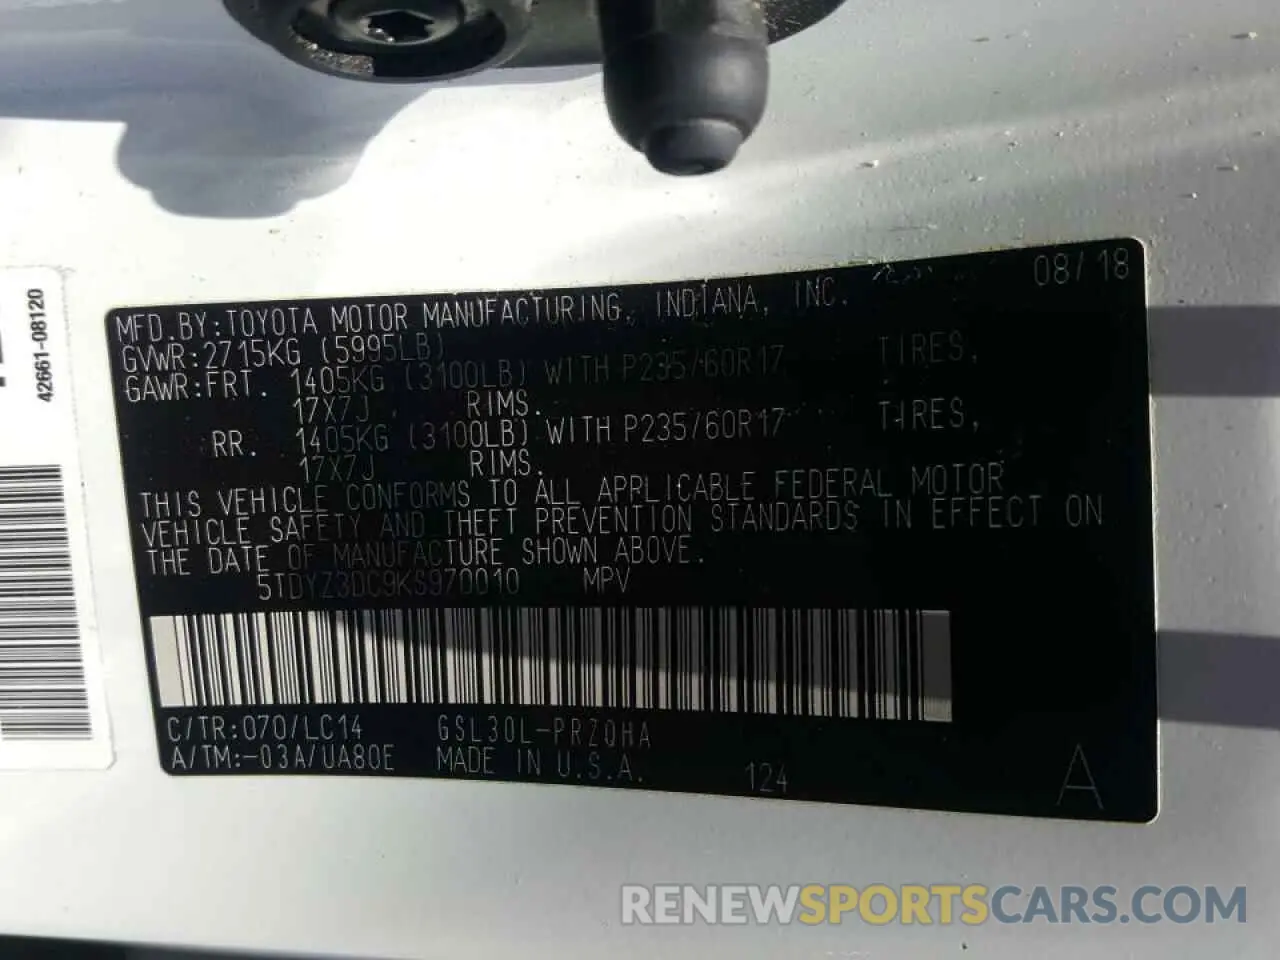 08/18
MFD.BY:TOYOTA MOTOR MANUFACTURING, INDIANA, INC.
GVWR:2715KG (5995LB)
GAWR:FRT. 1405KG (3100LB) WITH P235/60R17 TIRES,
17X7J RIMS.
RR. 1405KG (3100LB) WITH P235/60R17 TIRES,
17X7J RIMS.
THIS VEHICLE CONFORMS TO ALL APPLICABLE FEDERAL MOTOR
VEHICLE SAFETY AND THEFT PREVENTION STANDARDS IN EFFECT ON
THE DATE OF MANUFACTURE SHOWN ABOVE.
5TDYZ3DC9KS970010 MPV
C/TR:070/LC14 GSL30L-PRZQHA
A/TM:-03A/UA80E MADE IN U.S.A. 124
A
42661-08120
RENEWSPORTSCARS.COM